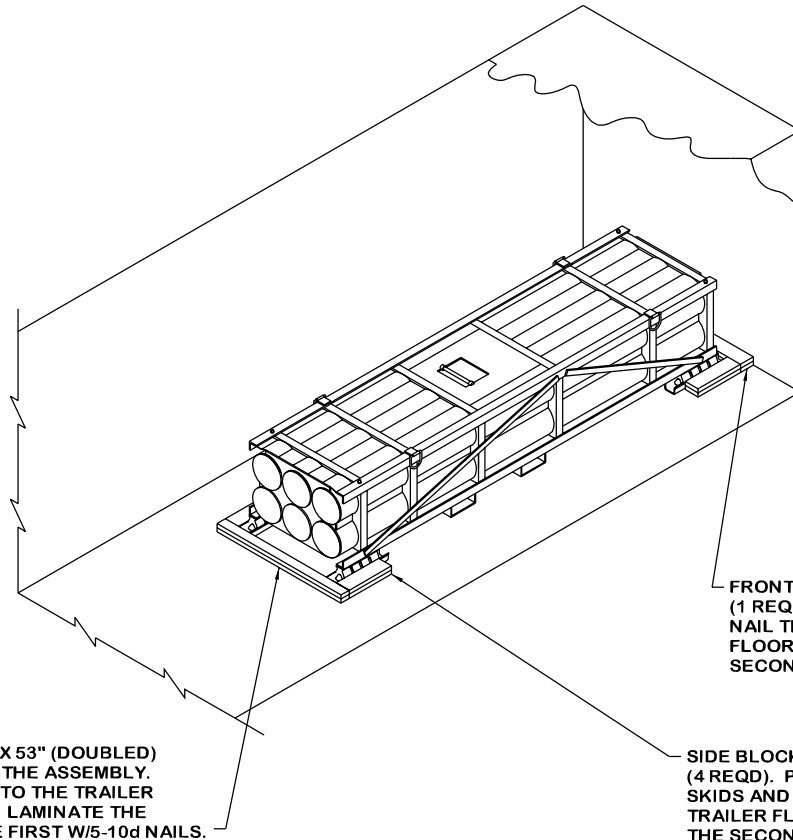 FRONT
(1 REQ
NAIL T
FLOOR
SECON
X 53" (DOUBLED)
THE ASSEMBLY.
TO THE TRAILER
LAMINATE THE
FIRST W/5-10d NAILS.
SIDE BLOCK
(4 REQD). P
SKIDS AND
TRAILER FL
THE SECON